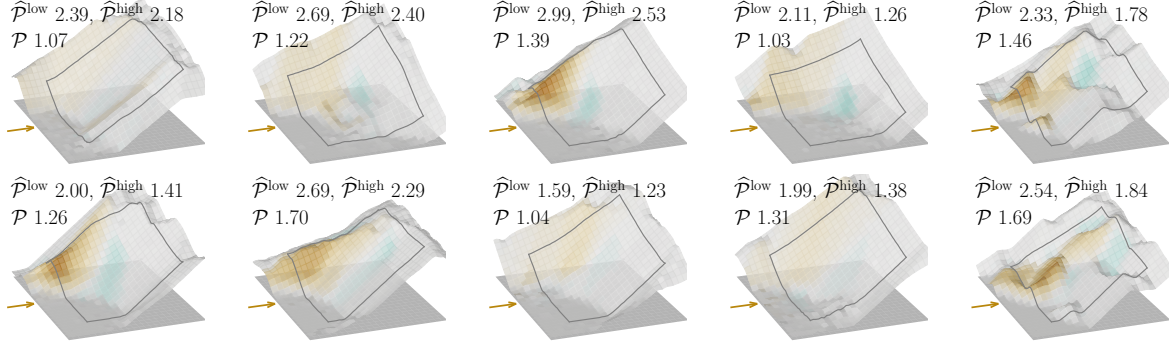 P̂^low 2.39, P̂^high 2.18
P 1.07
P̂^low 2.69, P̂^high 2.40
P 1.22
P̂^low 2.99, P̂^high 2.53
P 1.39
P̂^low 2.11, P̂^high 1.26
P 1.03
P̂^low 2.33, P̂^high 1.78
P 1.46
P̂^low 2.00, P̂^high 1.41
P 1.26
P̂^low 2.69, P̂^high 2.29
P 1.70
P̂^low 1.59, P̂^high 1.23
P 1.04
P̂^low 1.99, P̂^high 1.38
P 1.31
P̂^low 2.54, P̂^high 1.84
P 1.69